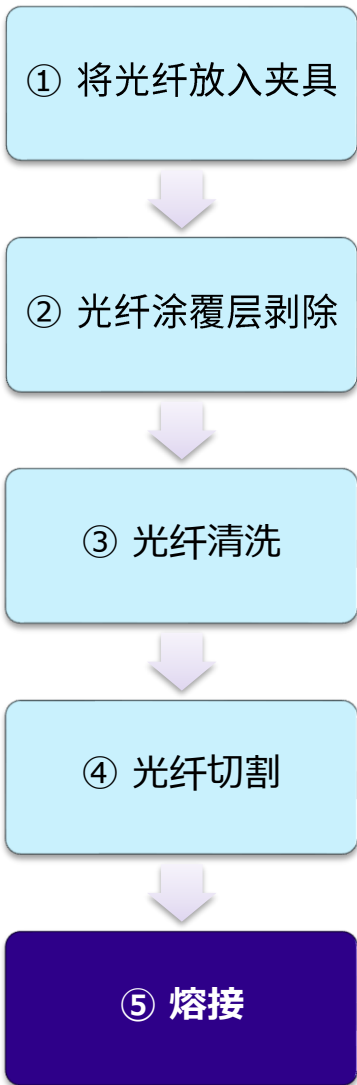 ① 将光纤放入夹具
② 光纤涂覆层剥除
③ 光纤清洗
④ 光纤切割
⑤ 熔接